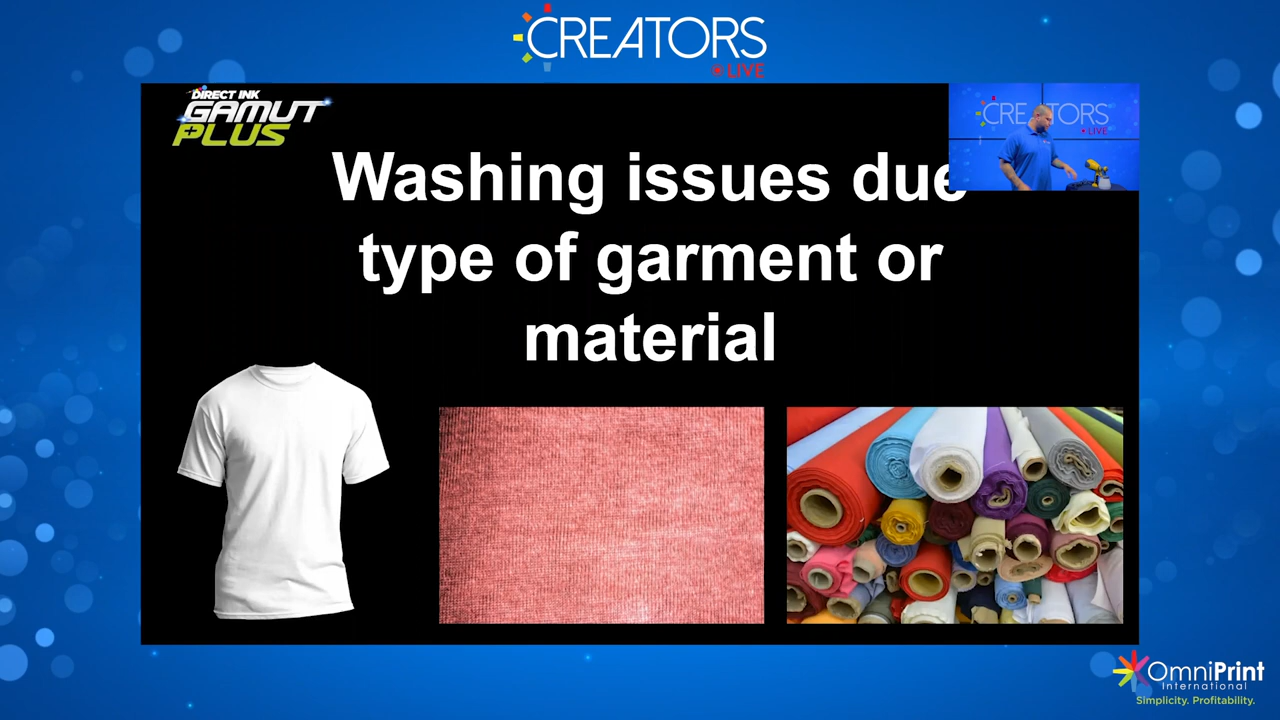 CREATORS
LIVE
DIRECT INK
GAMUT
PLUS
CREATORS
LIVE
Washing issues due
type of garment or
material
OmniPrint
International
Simplicity. Profitability.